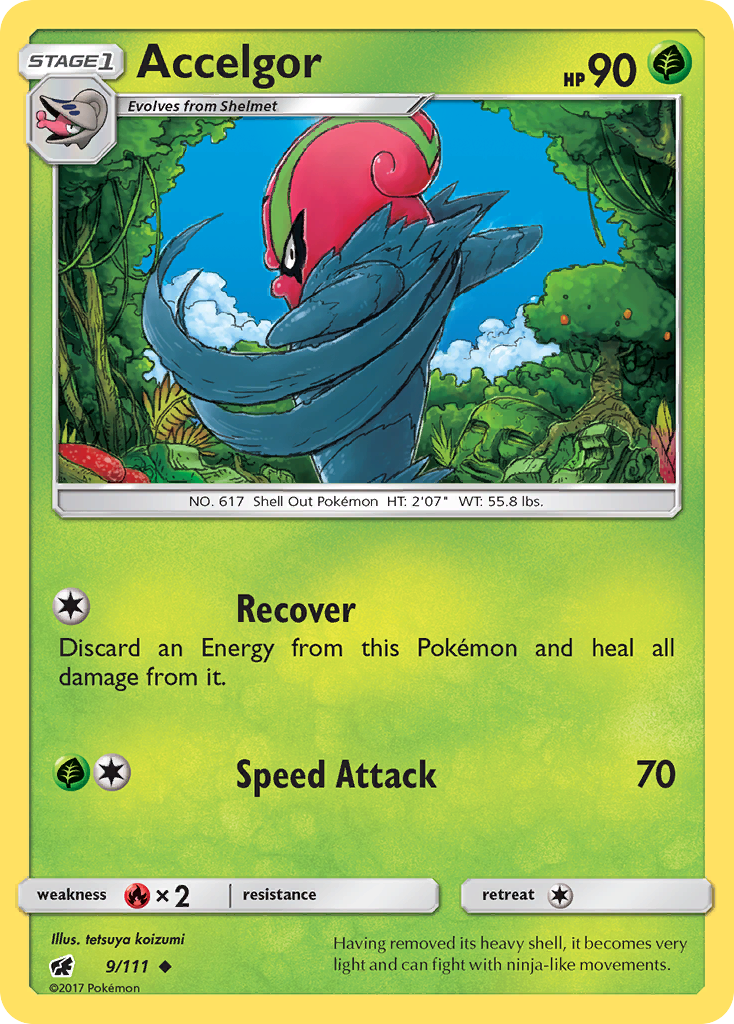 STAGE1
Accelgor
HP90
Evolves from Shelmet
NO. 617 Shell Out Pokémon HT: 2'07" WT: 55.8 lbs.
Recover
Discard an Energy from this Pokémon and heal all
damage from it.
Speed Attack 70
weakness ×2 resistance retreat
Illus. tetsuya koizumi
9/111
©2017 Pokémon
Having removed its heavy shell, it becomes very
light and can fight with ninja-like movements.